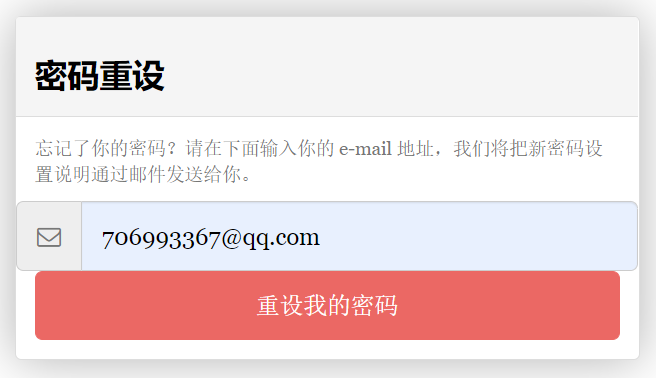 密码重设
忘记了你的密码？请在下面输入你的 e-mail 地址，我们将把新密码设
置说明通过邮件发送给你。
706993367@qq.com
重设我的密码